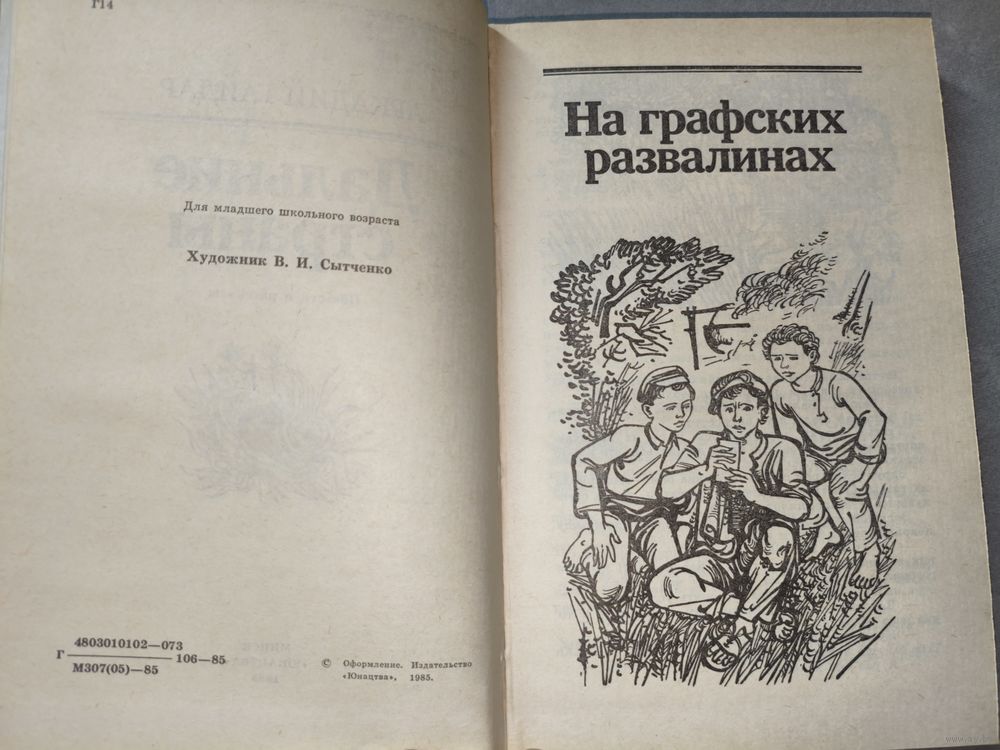 Г14
Для младшего школьного возраста
Художник В. И. Сытченко
4803010102—073
Г 106—85
М307(05)—85
© Оформление. Издательство
«Юнацтва», 1985.
На графских
развалинах